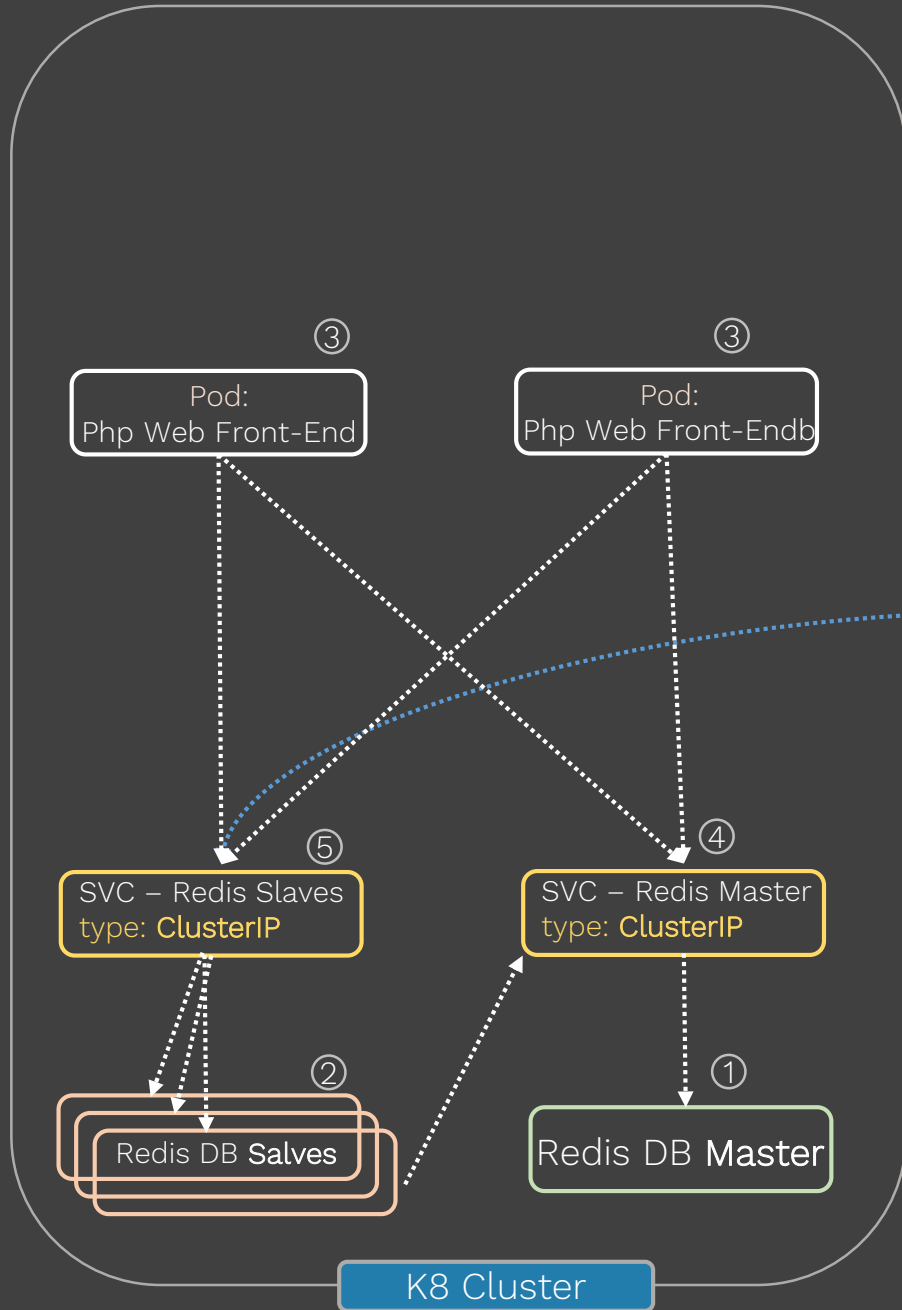 ③
③
Pod:
Php Web Front-End
Pod:
Php Web Front-Endb
⑤
④
SVC – Redis Slaves
type: ClusterIP
SVC – Redis Master
type: ClusterIP
②
①
Redis DB Salves
Redis DB Master
K8 Cluster